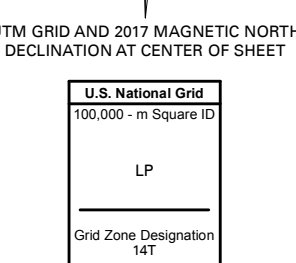 UTM GRID AND 2017 MAGNETIC NORTH
DECLINATION AT CENTER OF SHEET
U.S. National Grid
100,000 - m Square ID
LP
Grid Zone Designation
14T